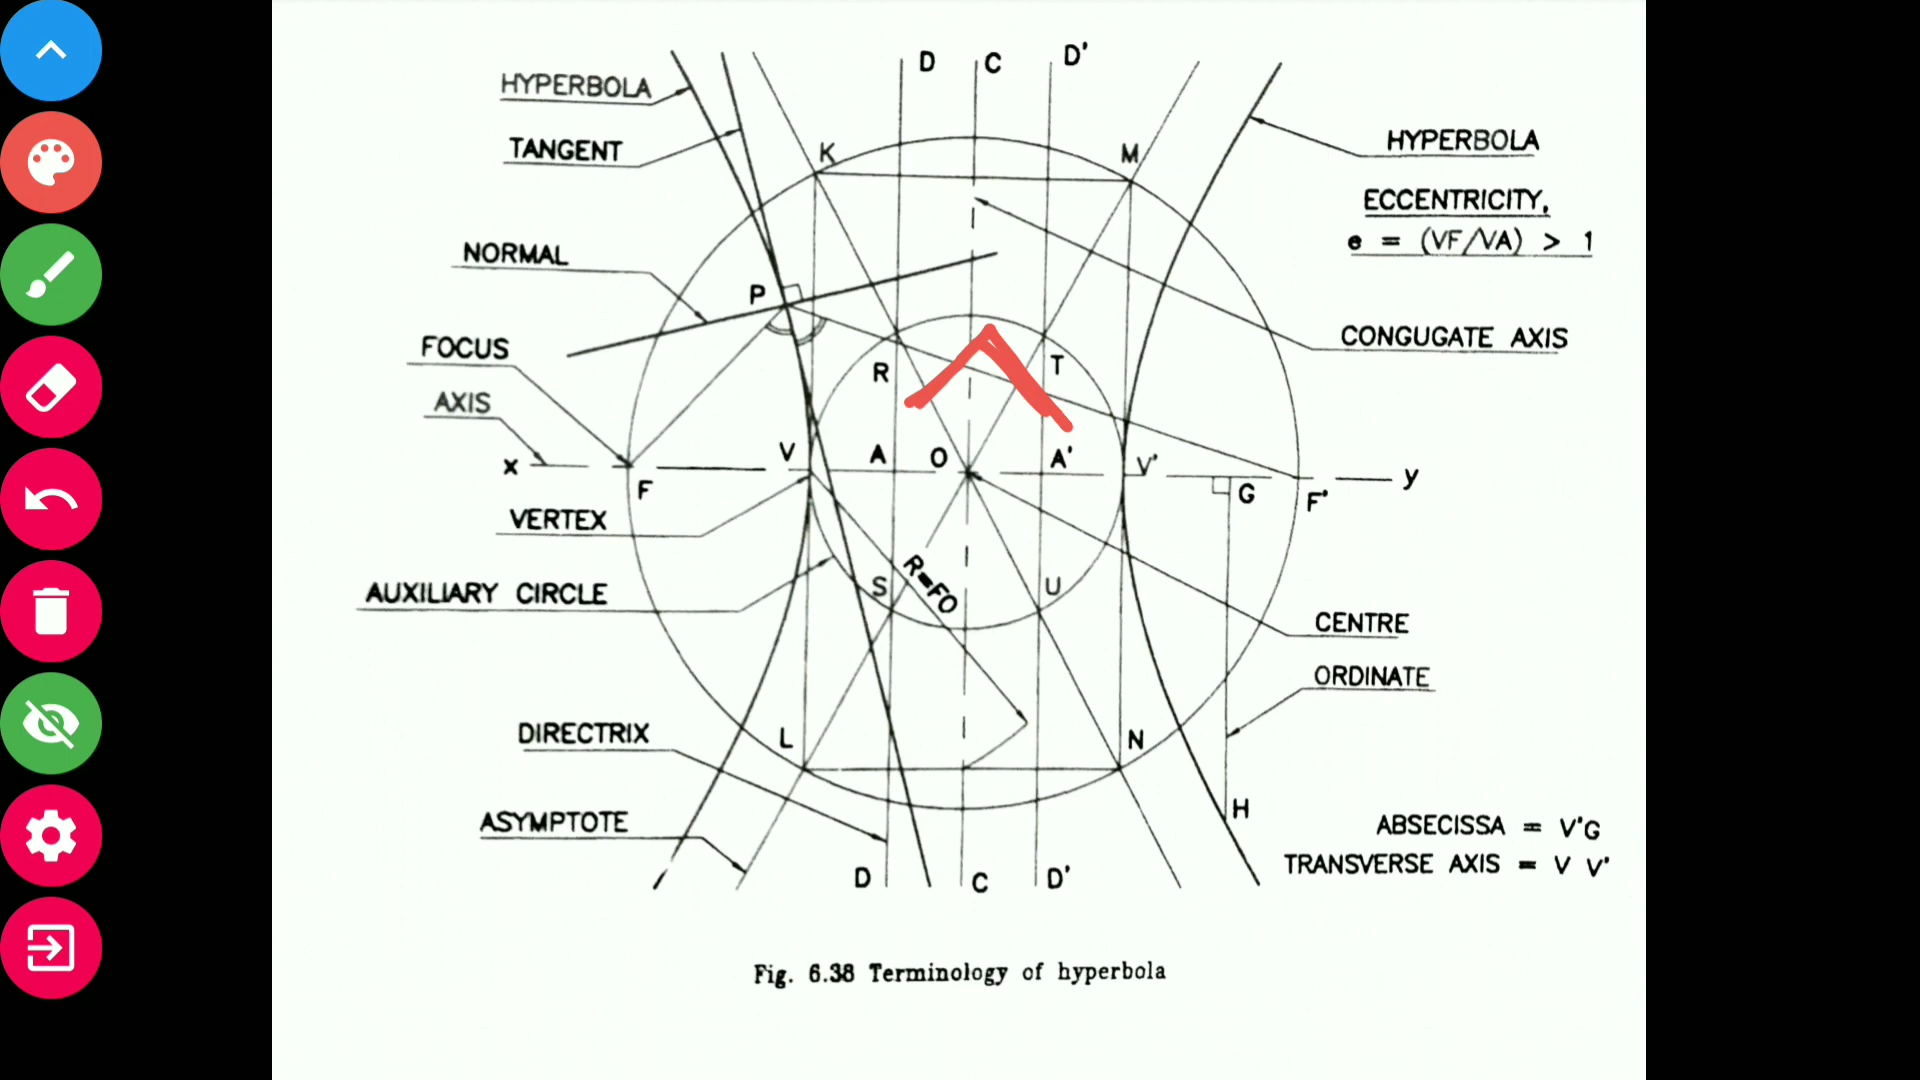 D C D'
HYPERBOLA
TANGENT
K
M
HYPERBOLA
ECCENTRICITY,
e = (VF/VA) > 1
NORMAL
P
CONGUGATE AXIS
FOCUS
R
T
AXIS
x
F
V
A
O
A'
V'
G
F'
y
VERTEX
AUXILIARY CIRCLE
S
R=FO
U
CENTRE
ORDINATE
DIRECTRIX
L
N
ASYMPTOTE
H
ABSECISSA = V'G
TRANSVERSE AXIS = V V'
D C D'
Fig. 6.38 Terminology of hyperbola